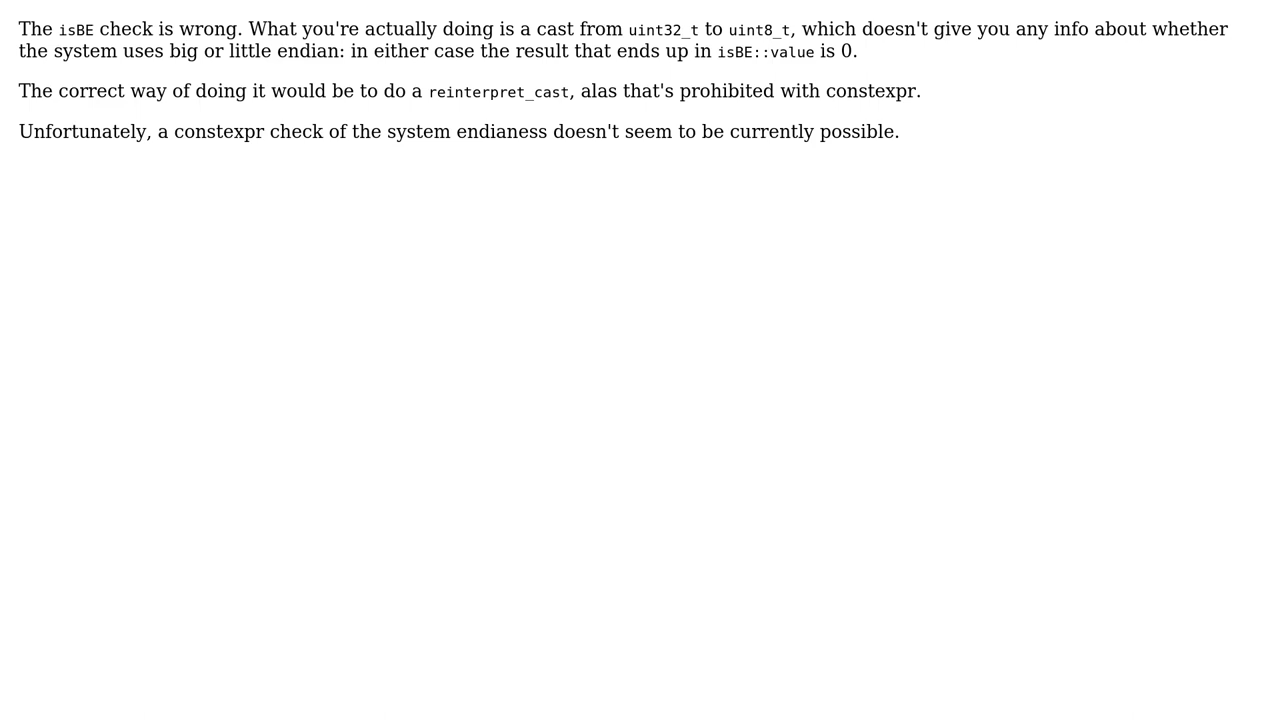 The isBE check is wrong. What you're actually doing is a cast from uint32_t to uint8_t, which doesn't give you any info about whether
the system uses big or little endian: in either case the result that ends up in isBE::value is 0.
The correct way of doing it would be to do a reinterpret_cast, alas that's prohibited with constexpr.
Unfortunately, a constexpr check of the system endianess doesn't seem to be currently possible.